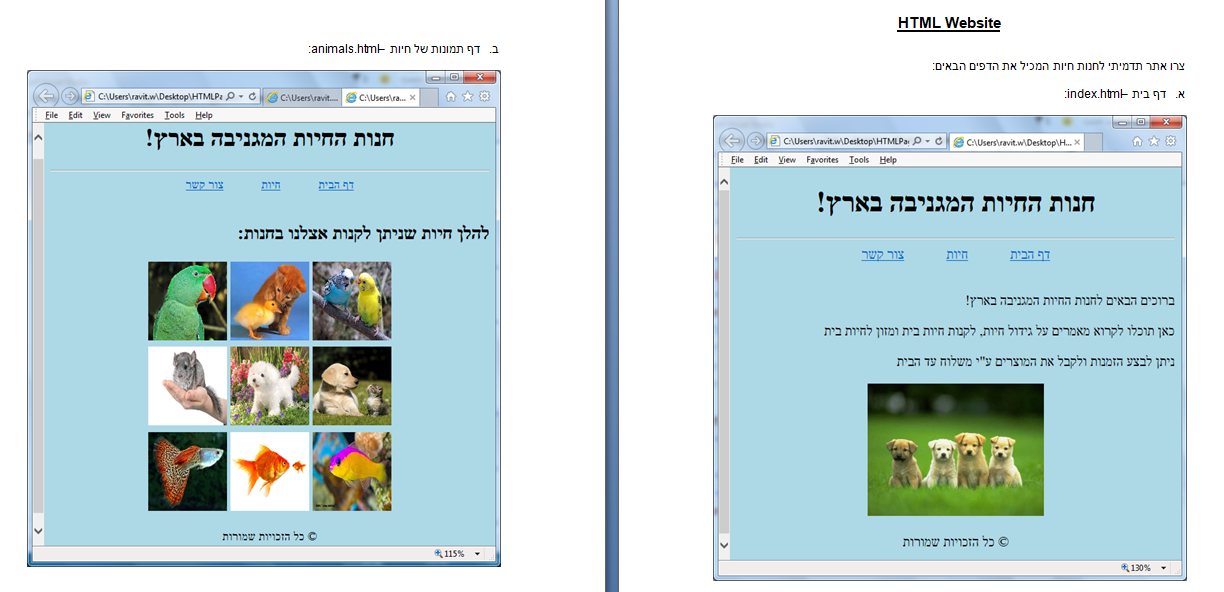 HTML Website
צרו אתר תדמיתי לחנות חיות המכיל את הדפים הבאים:
א. דף בית –index.html:
C:\Users\ravit.w\Desktop\HTMLPa
C:\Users\ravit.w\Desktop\H...
File Edit View Favorites Tools Help
חנות החיות המגניבה בארץ!
דף הבית חיות צור קשר
ברוכים הבאים לחנות החיות המגניבה בארץ!
כאן תוכלו לקרוא מאמרים על גידול חיות, לקנות חיות בית ומזון לחיות בית
ניתן לבצע הזמנות ולקבל את המוצרים ע"י משלוח עד הבית
© כל הזכויות שמורות
130%
ב. דף תמונות של חיות –animals.html:
C:\Users\ravit.w\Desktop\HTMLPa
C:\Users\ravit....
C:\Users\ra...
File Edit View Favorites Tools Help
חנות החיות המגניבה בארץ!
דף הבית חיות צור קשר
להלן חיות שניתן לקנות אצלנו בחנות:
© כל הזכויות שמורות
115%